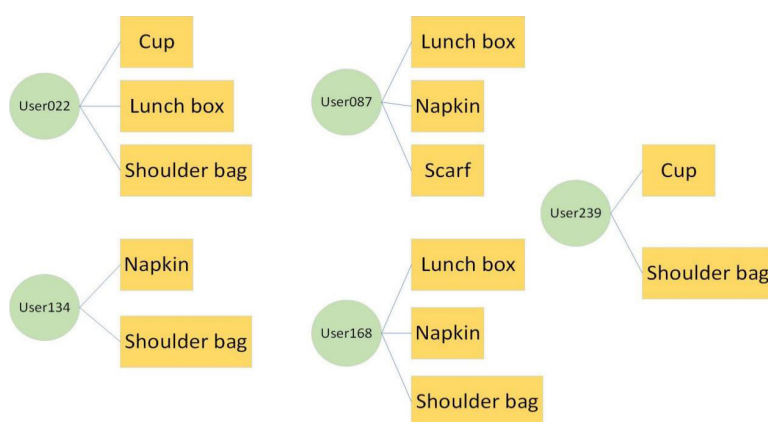 User022
Cup
Lunch box
Shoulder bag
User087
Lunch box
Napkin
Scarf
User239
Cup
Shoulder bag
User134
Napkin
Shoulder bag
User168
Lunch box
Napkin
Shoulder bag